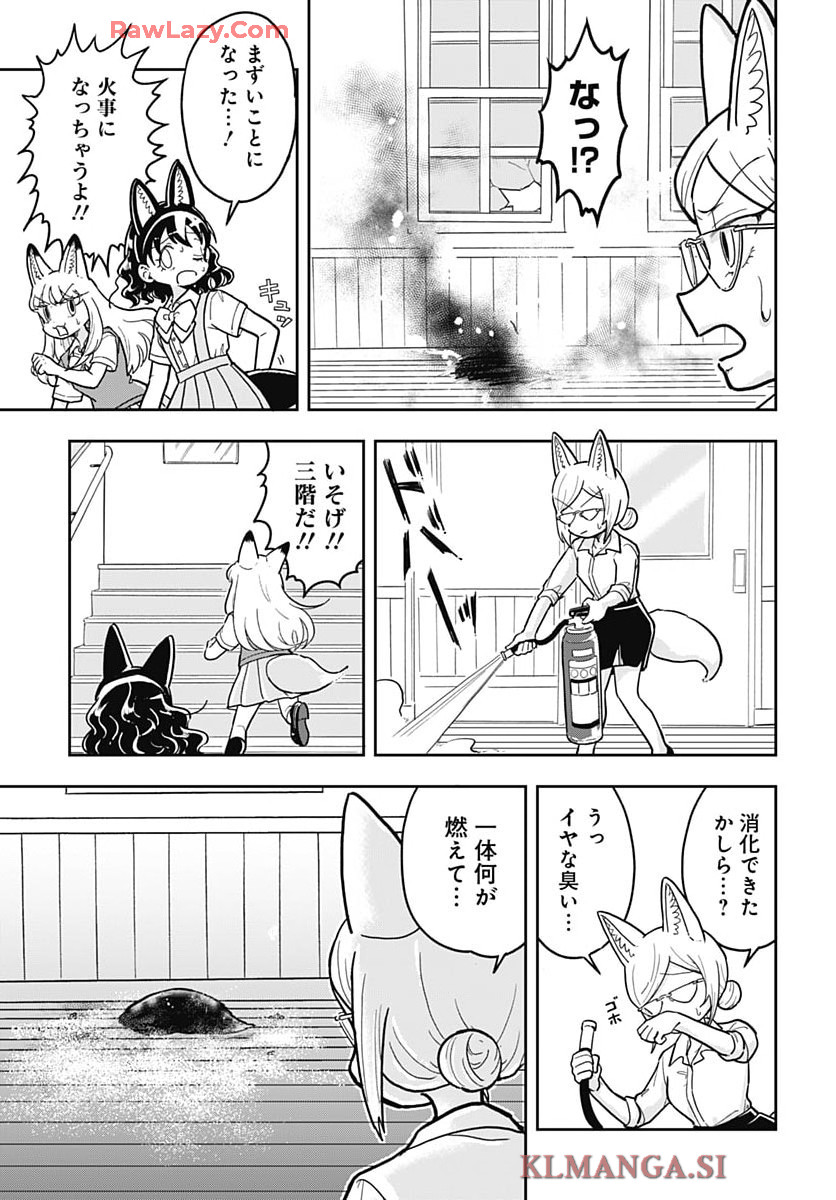 RawLazy.Com
なっ!?
まずいことに
なった…!
火事に
なっちゃうよ!!
キュッ
ドドド
いそげ!!
三階だ!!
消化できた
かしら…?
うっ
イヤな臭い…
ゴホ
一体何が
燃えて…
KLMANGA.SI